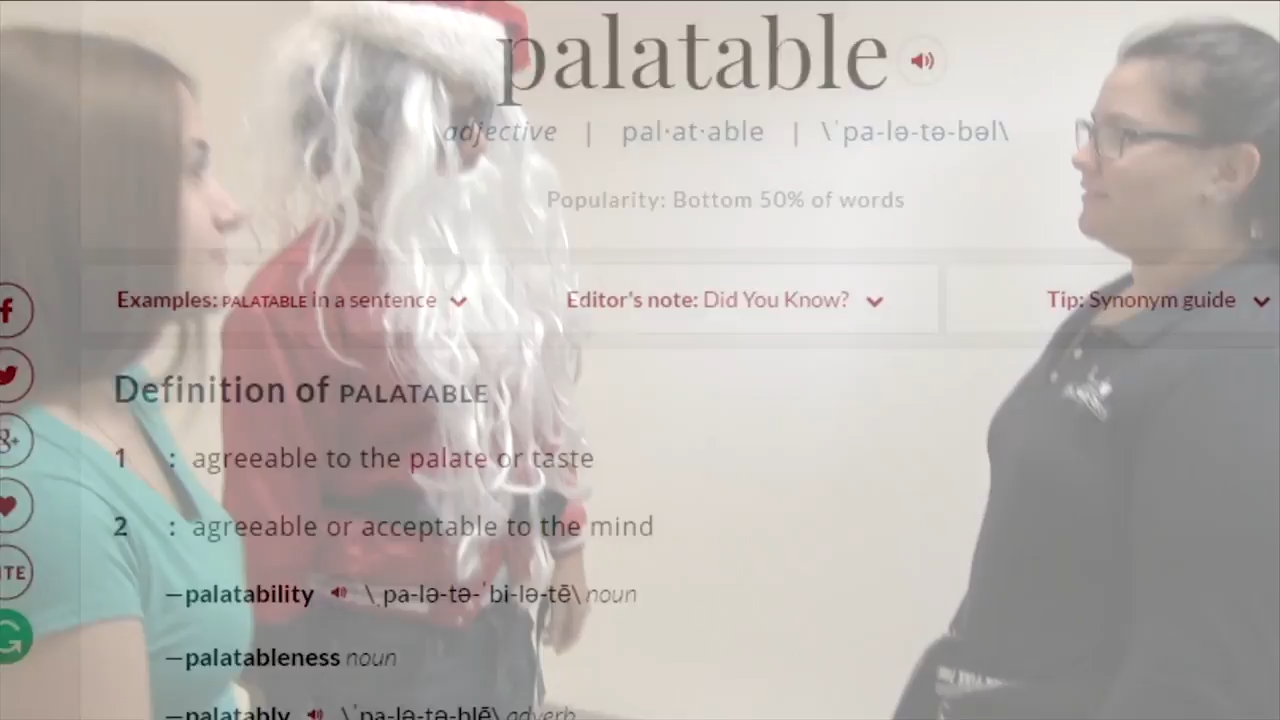 palatable
adjective | pal·at·able | \ˈpa-lə-tə-bəl\
Popularity: Bottom 50% of words
Examples: PALATABLE in a sentence
Editor's note: Did You Know?
Tip: Synonym guide
Definition of PALATABLE
1 : agreeable to the palate or taste
2 : agreeable or acceptable to the mind
—palatability \ˌpa-lə-tə-ˈbi-lə-tē\ noun
—palatableness noun
—palatably \ˈpa-lə-tə-blē\ adverb